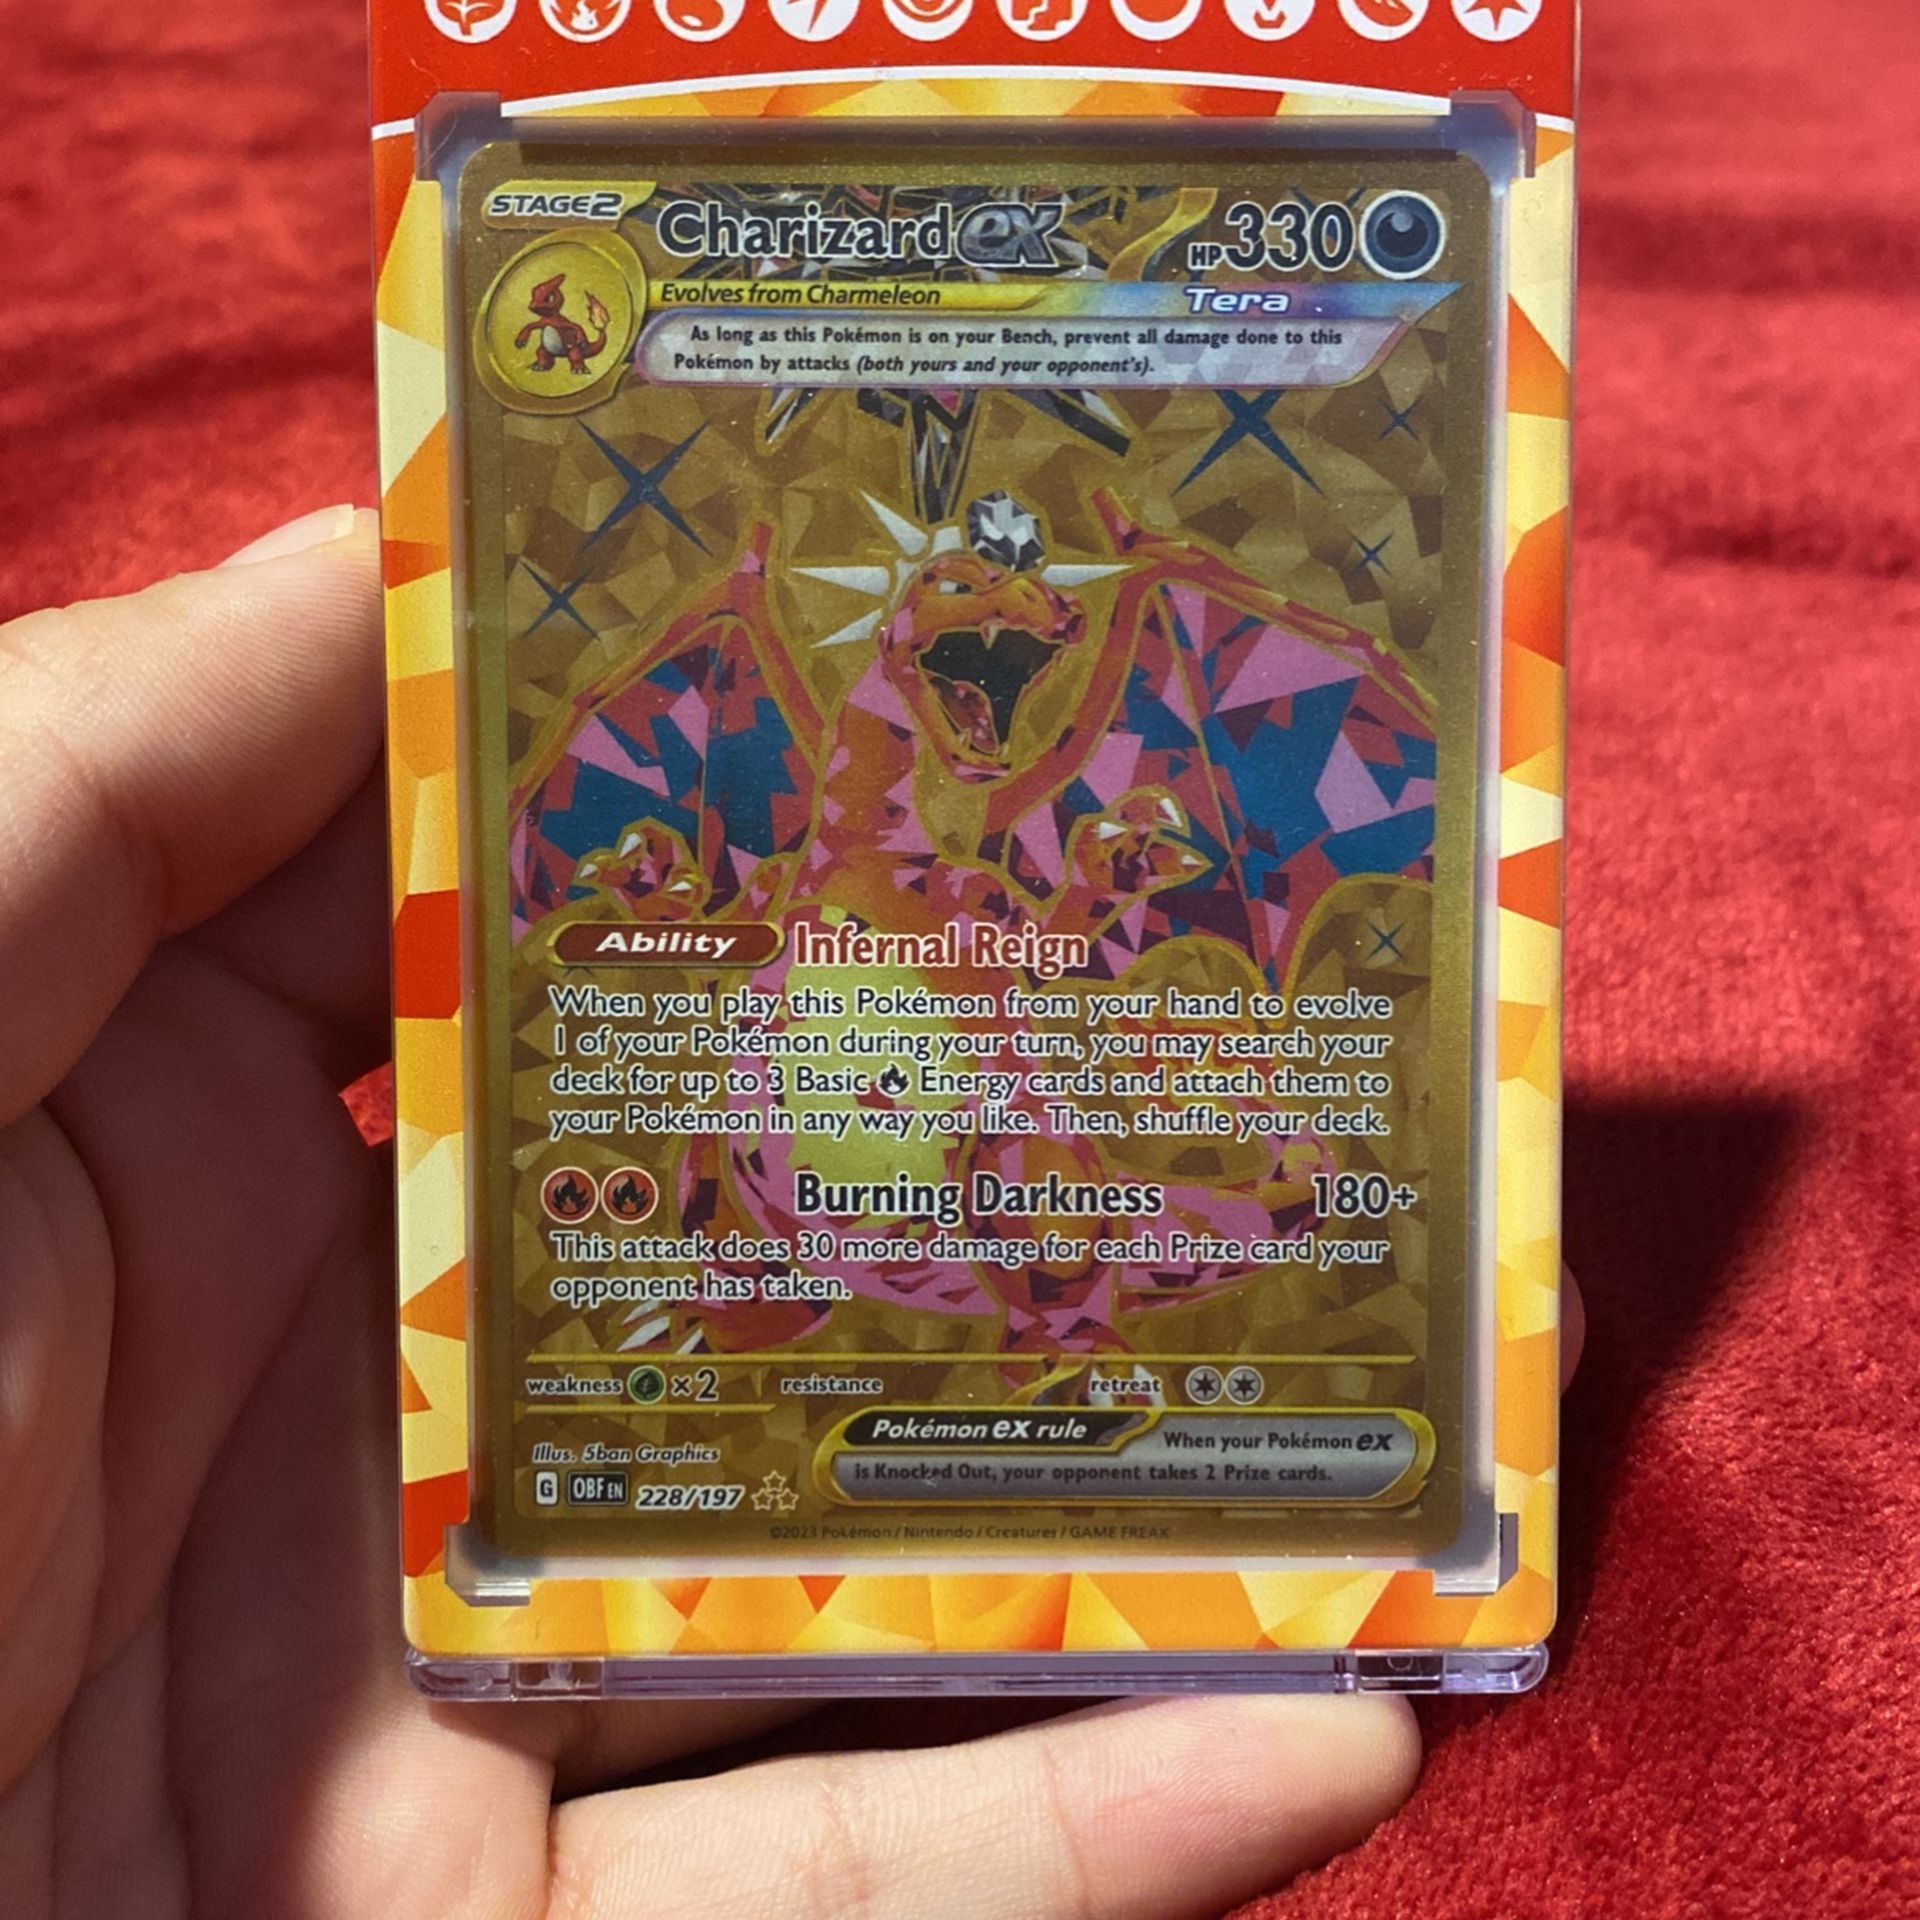 STAGE2
Charizard ex
HP 330
Evolves from Charmeleon
Tera
As long as this Pokémon is on your Bench, prevent all damage done to this
Pokémon by attacks (both yours and your opponent's).
Ability Infernal Reign
When you play this Pokémon from your hand to evolve
1 of your Pokémon during your turn, you may search your
deck for up to 3 Basic Energy cards and attach them to
your Pokémon in any way you like. Then, shuffle your deck.
Burning Darkness 180+
This attack does 30 more damage for each Prize card your
opponent has taken.
weakness ×2 resistance retreat
Pokémon ex rule
When your Pokémon ex
is Knocked Out, your opponent takes 2 Prize cards.
Illus. 5ban Graphics
G OBF EN 228/197
©2023 Pokémon / Nintendo / Creatures / GAME FREAK